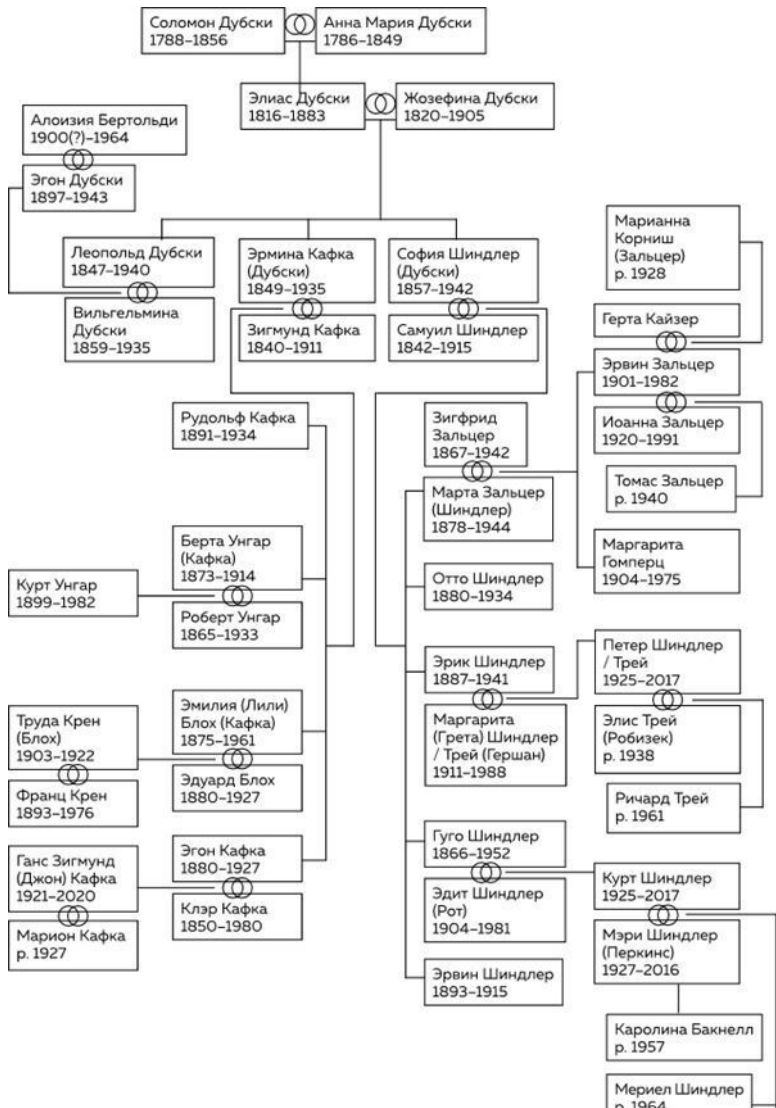 Соломон Дубски
1788–1856
Анна Мария Дубски
1786–1849
Элиас Дубски
1816–1883
Жозефина Дубски
1820–1905
Алоизия Бертольди
1900(?)–1964
Эгон Дубски
1897–1943
Леопольд Дубски
1847–1940
Вильгельмина
Дубски
1859–1935
Эрмина Кафка
(Дубски)
1849–1935
Зигмунд Кафка
1840–1911
София Шиндлер
(Дубски)
1857–1942
Самуил Шиндлер
1842–1915
Марианна
Корниш
(Зальцер)
р. 1928
Герта Кайзер
Эрвин Зальцер
1901–1982
Иоанна Зальцер
1920–1991
Томас Зальцер
р. 1940
Маргарита
Гомперц
1904–1975
Рудольф Кафка
1891–1934
Берта Унгар
(Кафка)
1873–1914
Роберт Унгар
1865–1933
Курт Унгар
1899–1982
Эмилия (Лили)
Блох (Кафка)
1875–1961
Эдуард Блох
1880–1927
Труда Крен
(Блох)
1903–1922
Франц Крен
1893–1976
Эгон Кафка
1880–1927
Клэр Кафка
1850–1980
Ганс Зигмунд
(Джон) Кафка
1921–2020
Марион Кафка
р. 1927
Зигфрид
Зальцер
1867–1942
Марта Зальцер
(Шиндлер)
1878–1944
Отто Шиндлер
1880–1934
Эрик Шиндлер
1887–1941
Маргарита
(Грета) Шиндлер
/ Трей (Гершан)
1911–1988
Петер Шиндлер
/ Трей
1925–2017
Элис Трей
(Робизек)
р. 1938
Ричард Трей
р. 1961
Гуго Шиндлер
1866–1952
Эдит Шиндлер
(Рот)
1904–1981
Курт Шиндлер
1925–2017
Мэри Шиндлер
(Перкинс)
1927–2016
Эрвин Шиндлер
1893–1915
Каролина Бакнелл
р. 1957
Мериел Шиндлер
р. 1964